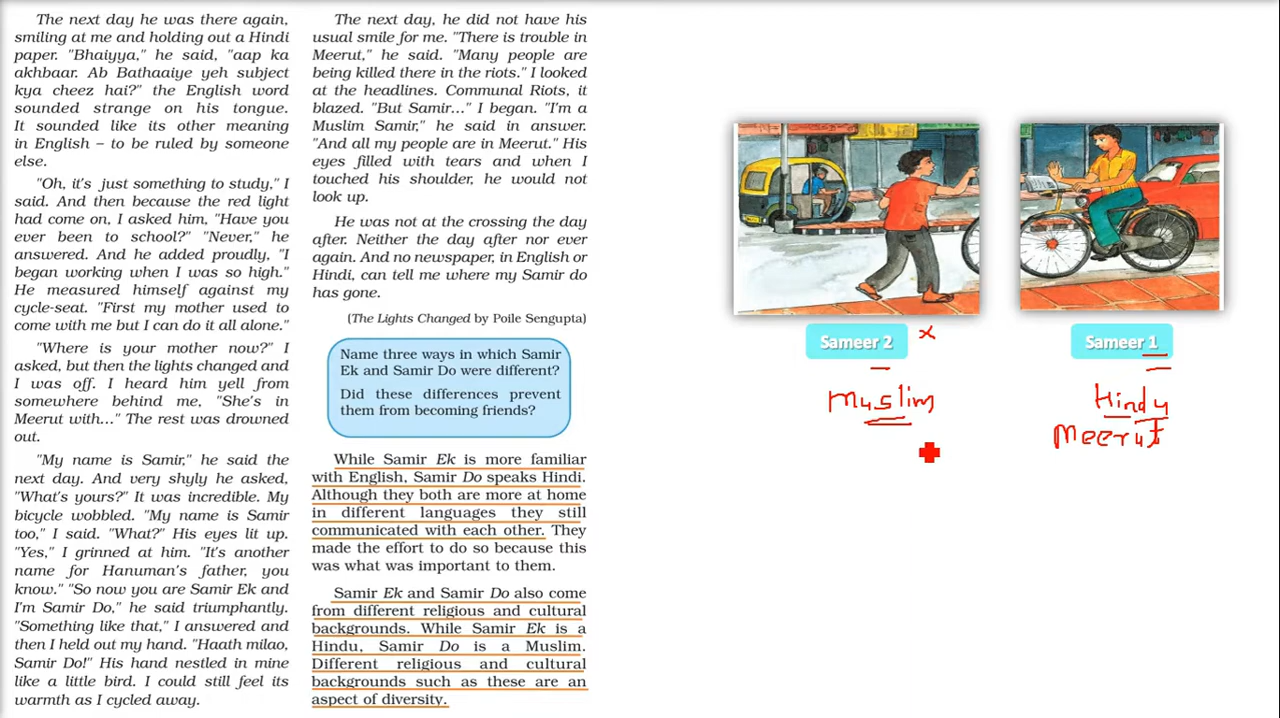 The next day he was there again,
smiling at me and holding out a Hindi
paper. "Bhaiyya," he said, "aap ka
akhbaar. Ab Bathaaiye yeh subject
kya cheez hai?" the English word
sounded strange on his tongue.
It sounded like its other meaning
in English – to be ruled by someone
else.
"Oh, it's just something to study," I
said. And then because the red light
had come on, I asked him, "Have you
ever been to school?" "Never," he
answered. And he added proudly, "I
began working when I was so high."
He measured himself against my
cycle-seat. "First my mother used to
come with me but I can do it all alone."
"Where is your mother now?" I
asked, but then the lights changed and
I was off. I heard him yell from
somewhere behind me, "She's in
Meerut with..." The rest was drowned
out.
"My name is Samir," he said the
next day. And very shyly he asked,
"What's yours?" It was incredible. My
bicycle wobbled. "My name is Samir
too," I said. "What?" His eyes lit up.
"Yes," I grinned at him. "It's another
name for Hanuman's father, you
know." "So now you are Samir Ek and
I'm Samir Do," he said triumphantly.
"Something like that," I answered and
then I held out my hand. "Haath milao,
Samir Do!" His hand nestled in mine
like a little bird. I could still feel its
warmth as I cycled away.
The next day, he did not have his
usual smile for me. "There is trouble in
Meerut," he said. "Many people are
being killed there in the riots." I looked
at the headlines. Communal Riots, it
blazed. "But Samir..." I began. "I'm a
Muslim Samir," he said in answer.
"And all my people are in Meerut." His
eyes filled with tears and when I
touched his shoulder, he would not
look up.
He was not at the crossing the day
after. Neither the day after nor ever
again. And no newspaper, in English or
Hindi, can tell me where my Samir do
has gone.
(The Lights Changed by Poile Sengupta)
Name three ways in which Samir
Ek and Samir Do were different?
Did these differences prevent
them from becoming friends?
While Samir Ek is more familiar
with English, Samir Do speaks Hindi.
Although they both are more at home
in different languages they still
communicated with each other. They
made the effort to do so because this
was what was important to them.
Samir Ek and Samir Do also come
from different religious and cultural
backgrounds. While Samir Ek is a
Hindu, Samir Do is a Muslim.
Different religious and cultural
backgrounds such as these are an
aspect of diversity.
Sameer 2 x
Muslim
Sameer 1
Hindu
Meerut